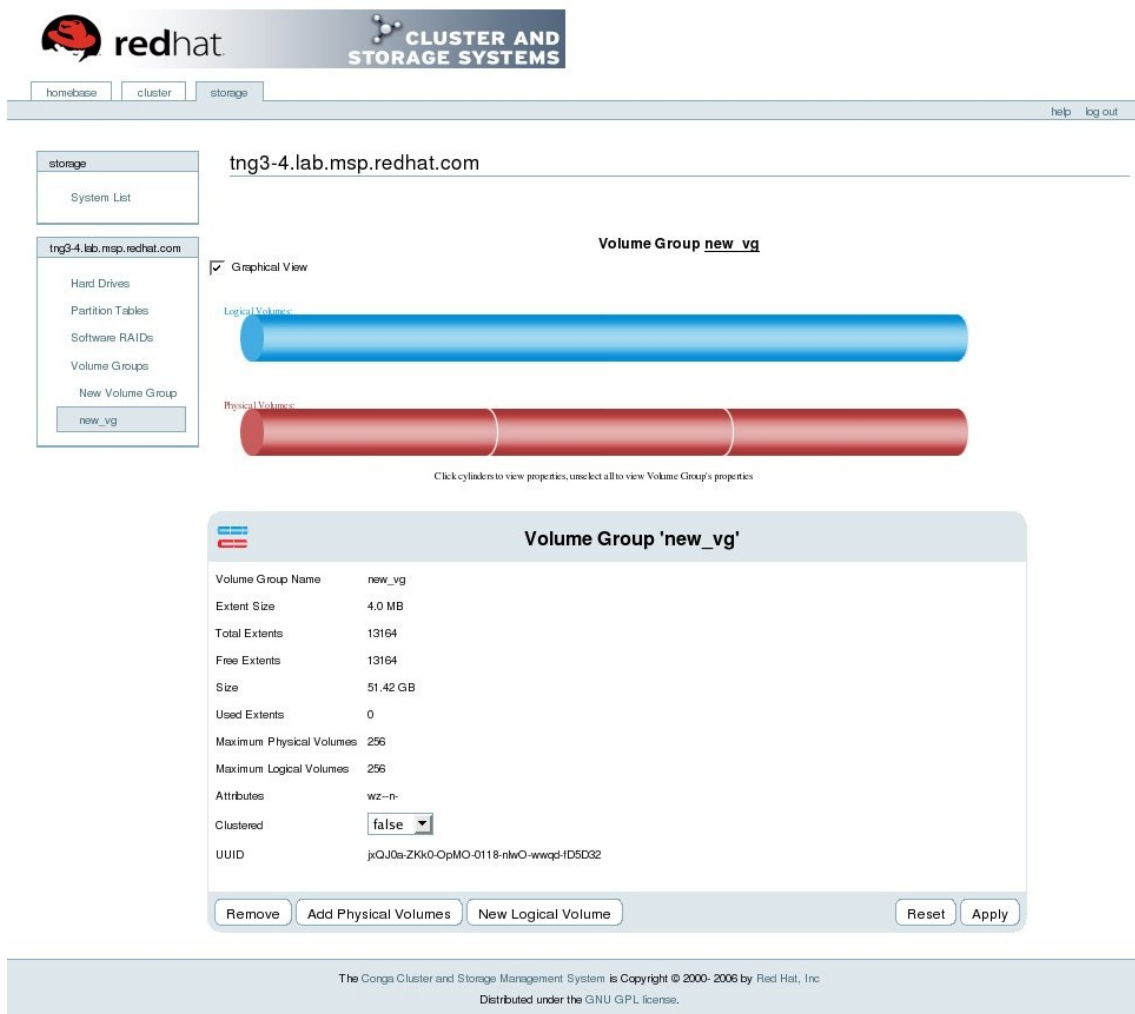 redhat.
CLUSTER AND
STORAGE SYSTEMS
homebase
cluster
storage
help
log out
storage
System List
tng3-4.lab.msp.redhat.com
Hard Drives
Partition Tables
Software RAIDs
Volume Groups
New Volume Group
new_vg
tng3-4.lab.msp.redhat.com
Volume Group new_vg
Graphical View
Logical Volumes:
Physical Volumes:
Click cylinders to view properties, unselect all to view Volume Group's properties
Volume Group 'new_vg'
Volume Group Name new_vg
Extent Size 4.0 MB
Total Extents 13164
Free Extents 13164
Size 51.42 GB
Used Extents 0
Maximum Physical Volumes 256
Maximum Logical Volumes 256
Attributes wz--n-
Clustered false
UUID jxQJ0a-ZKk0-OpMO-0118-nlwO-wwqd-fD5D32
Remove
Add Physical Volumes
New Logical Volume
Reset
Apply
The Conga Cluster and Storage Management System is Copyright © 2000- 2006 by Red Hat, Inc
Distributed under the GNU GPL license.